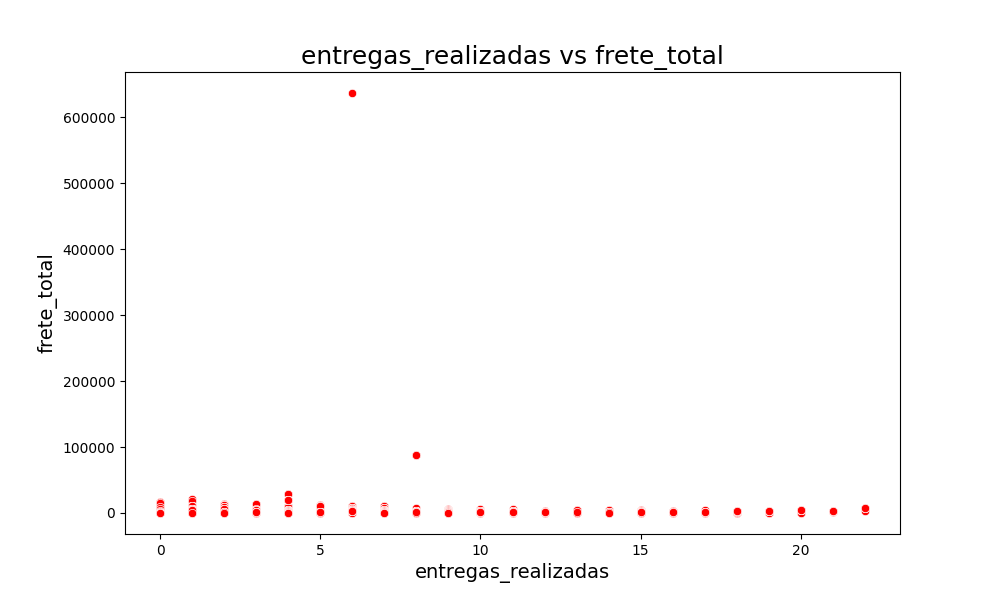 entregas_realizadas vs frete_total
frete_total
600000
500000
400000
300000
200000
100000
0
0 5 10 15 20
entregas_realizadas